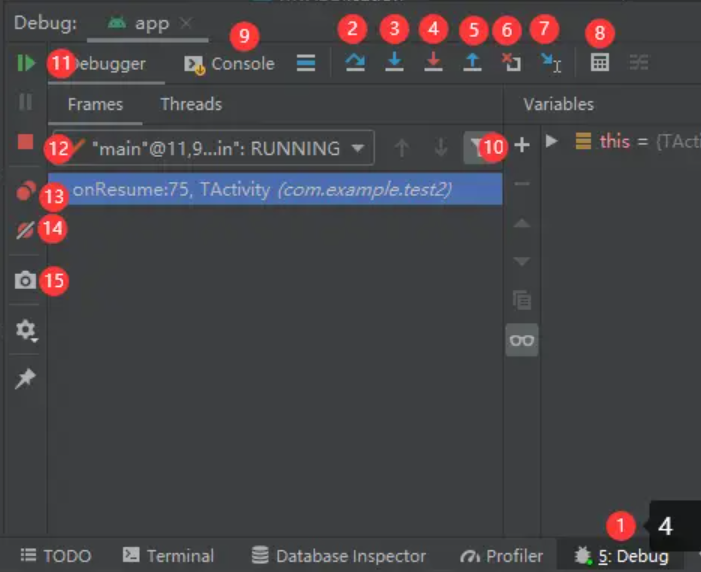 Debug: app
9 2 3 4 5 6 7 8
11 ebugger Console
Frames Threads Variables
12 "main"@11,9...in": RUNNING 10 this = {TActi
13 onResume:75, TActivity (com.example.test2)
14
15
1 4
TODO Terminal Database Inspector Profiler 5: Debug